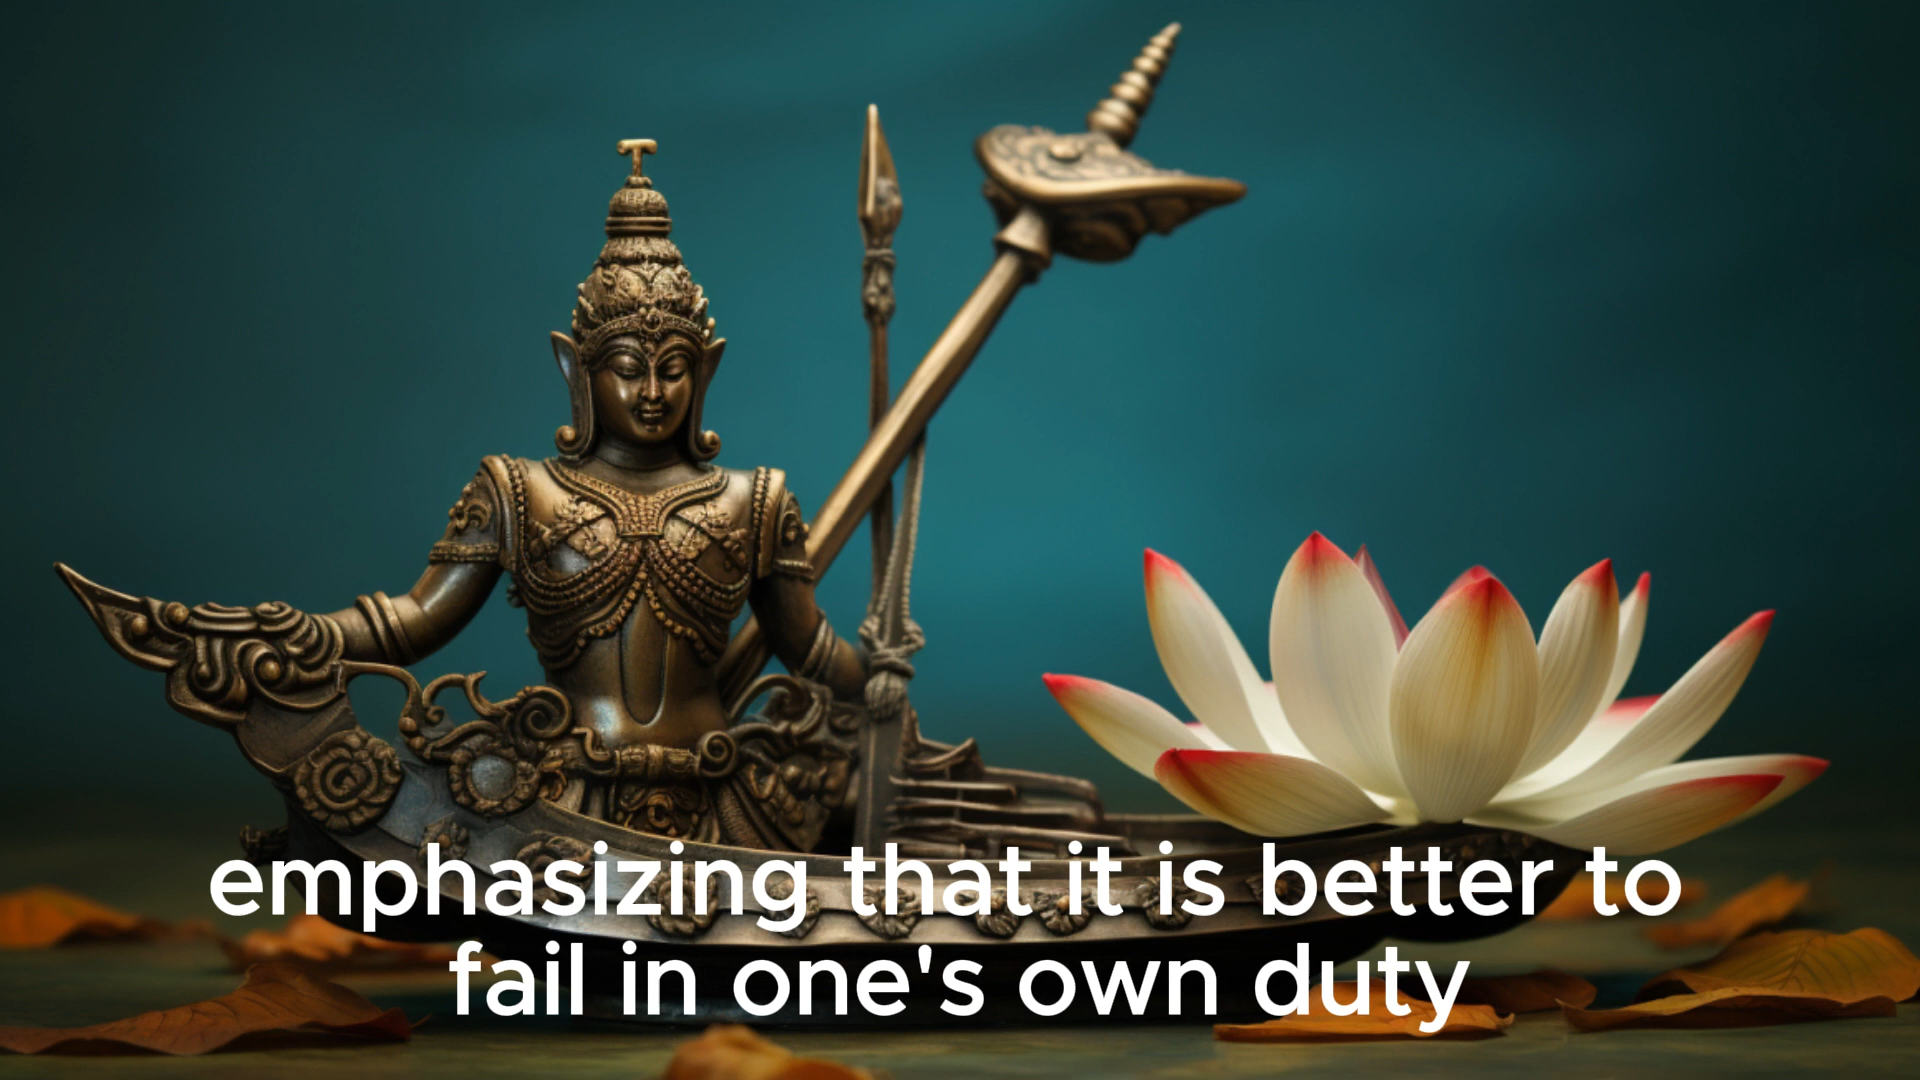 emphasizing that it is better to
fail in one's own duty